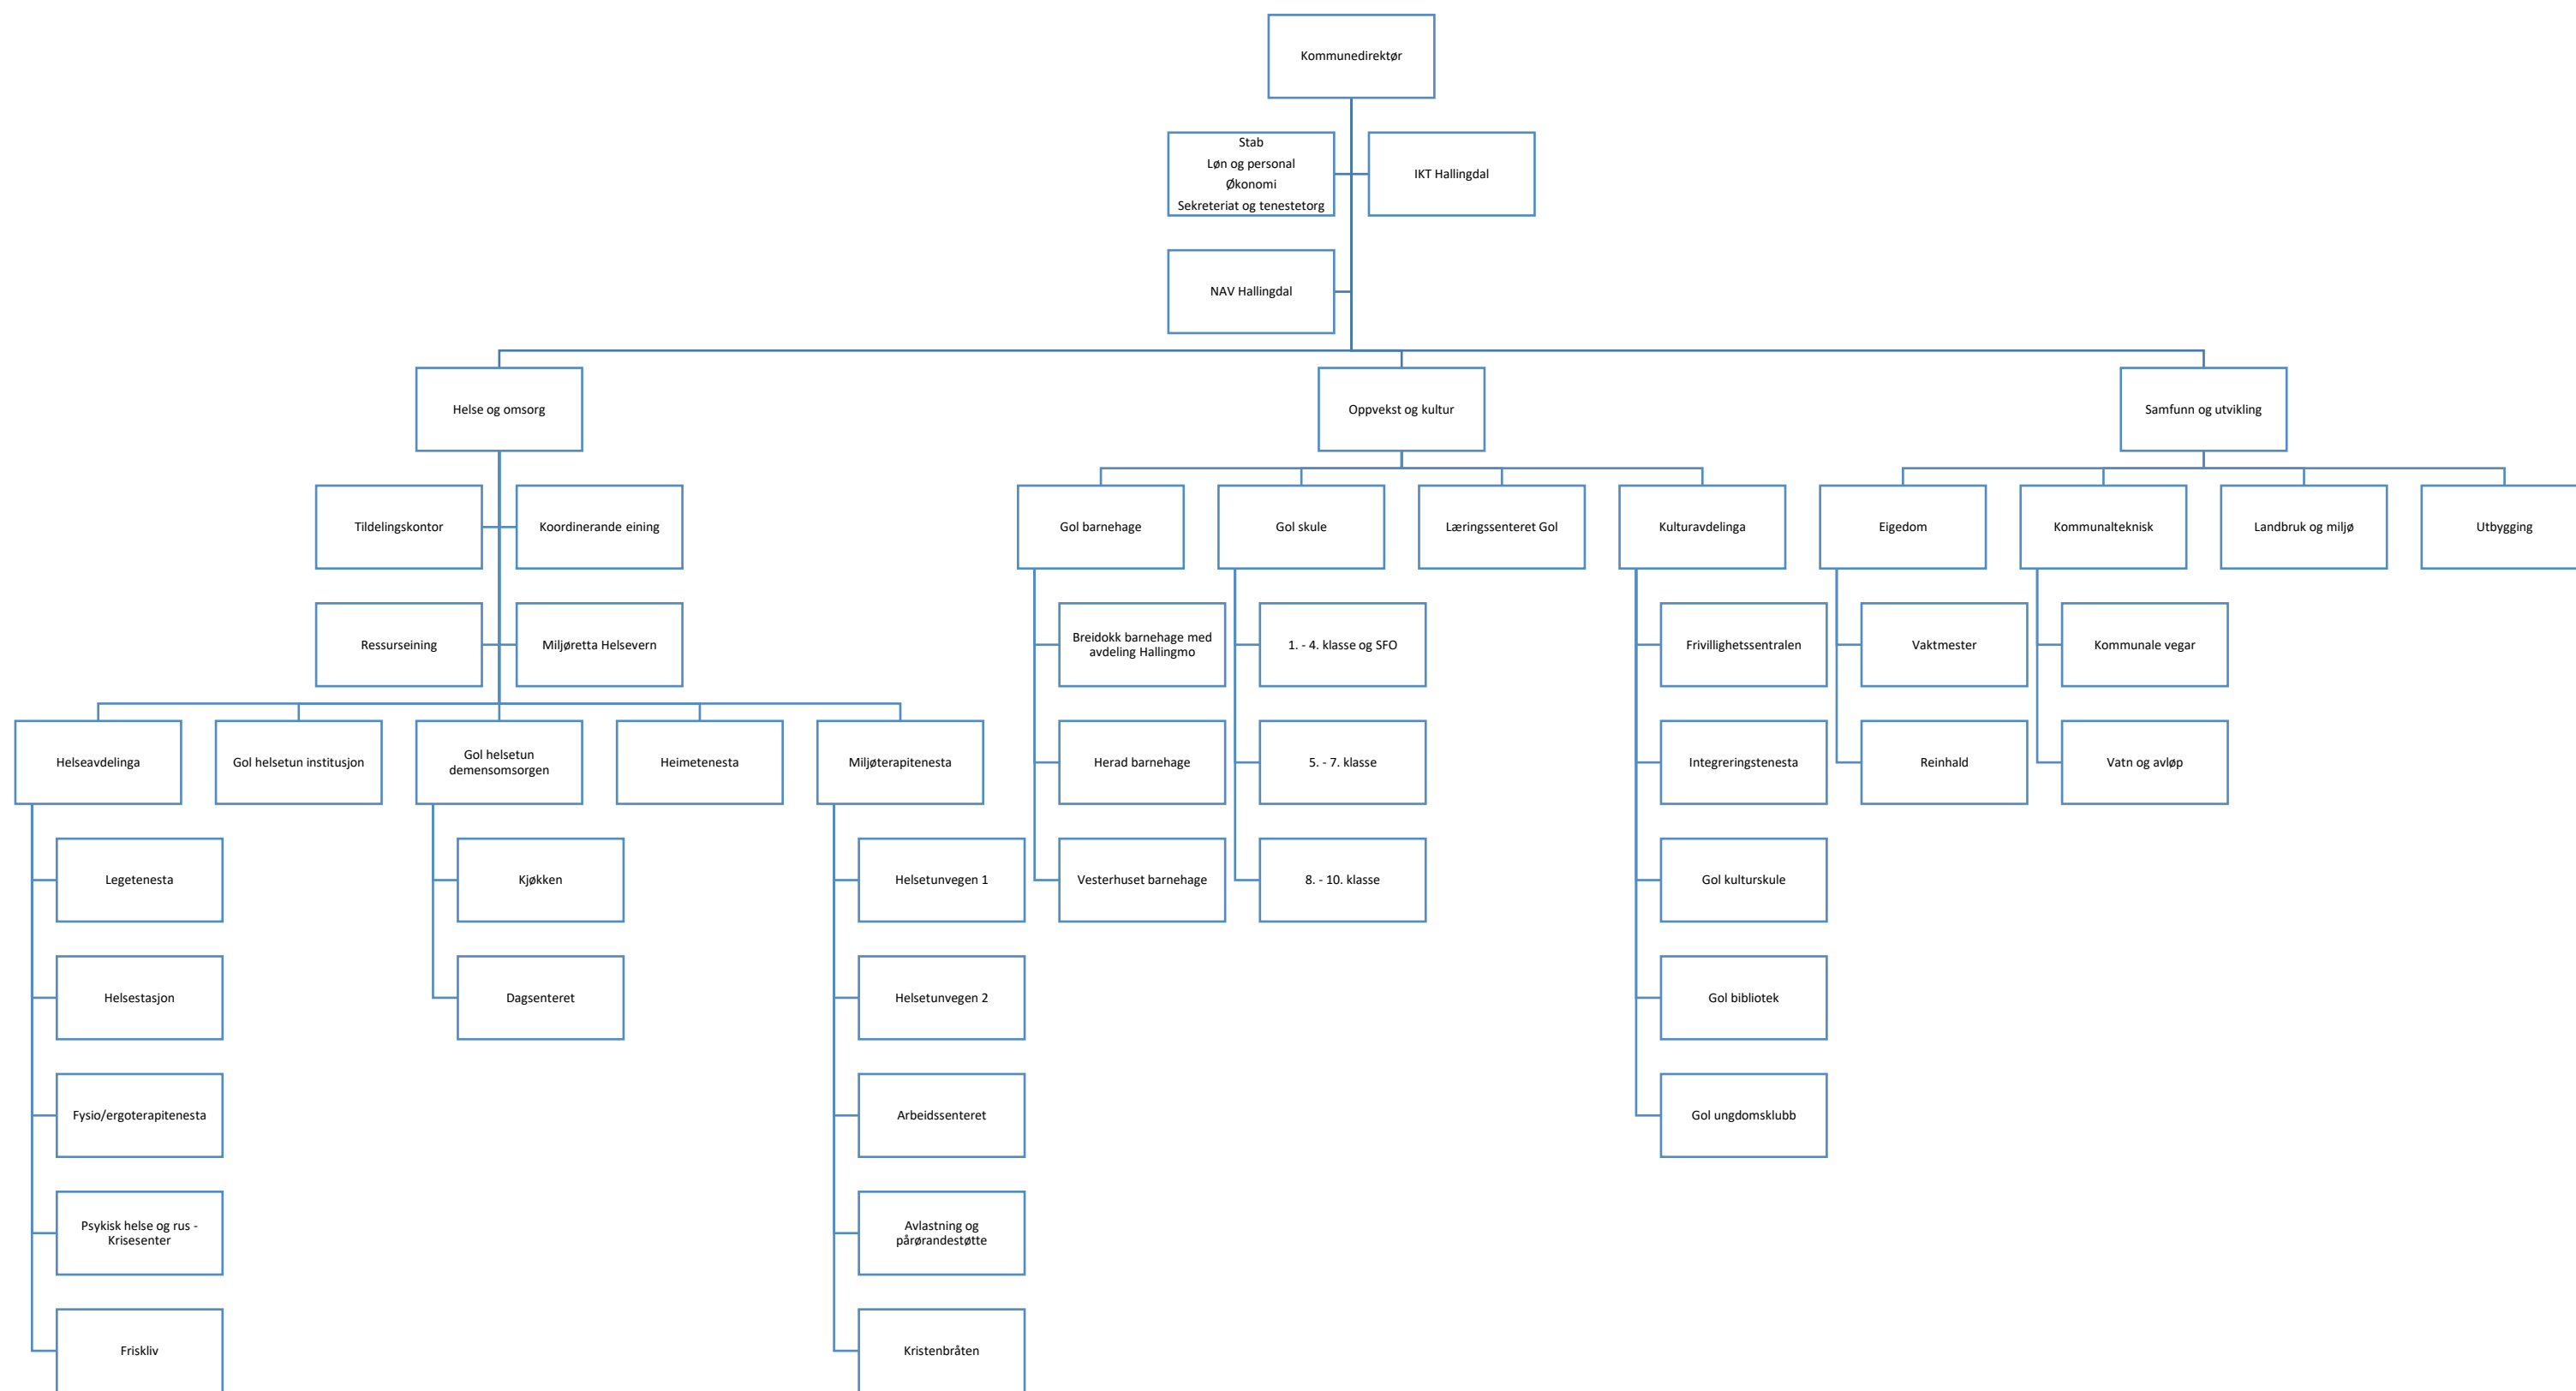 Kommunedirektør
Stab
Løn og personal
Økonomi
Sekreteriat og tenestetorg
IKT Hallingdal
NAV Hallingdal
Helse og omsorg
Oppvekst og kultur
Samfunn og utvikling
Tildelingskontor
Koordinerande eining
Gol barnehage
Gol skule
Læringssenteret Gol
Kulturavdelinga
Eigedom
Kommunalteknisk
Landbruk og miljø
Utbygging
Ressurseining
Miljøretta Helsevern
Breidokk barnehage med
avdeling Hallingmo
1. - 4. klasse og SFO
Frivillighetssentralen
Vaktmester
Kommunale vegar
Helseavdelinga
Gol helsetun institusjon
Gol helsetun
demensomsorgen
Heimetenesta
Miljøterapitenesta
Herad barnehage
5. - 7. klasse
Integreringstenesta
Reinhald
Vatn og avløp
Legetenesta
Kjøkken
Helsetunvegen 1
Vesterhuset barnehage
8. - 10. klasse
Gol kulturskule
Helsestasjon
Dagsenteret
Helsetunvegen 2
Gol bibliotek
Fysio/ergoterapitenesta
Arbeidssenteret
Gol ungdomsklubb
Psykisk helse og rus -
Krisesenter
Avlastning og
pårørandestøtte
Friskliv
Kristenbråten